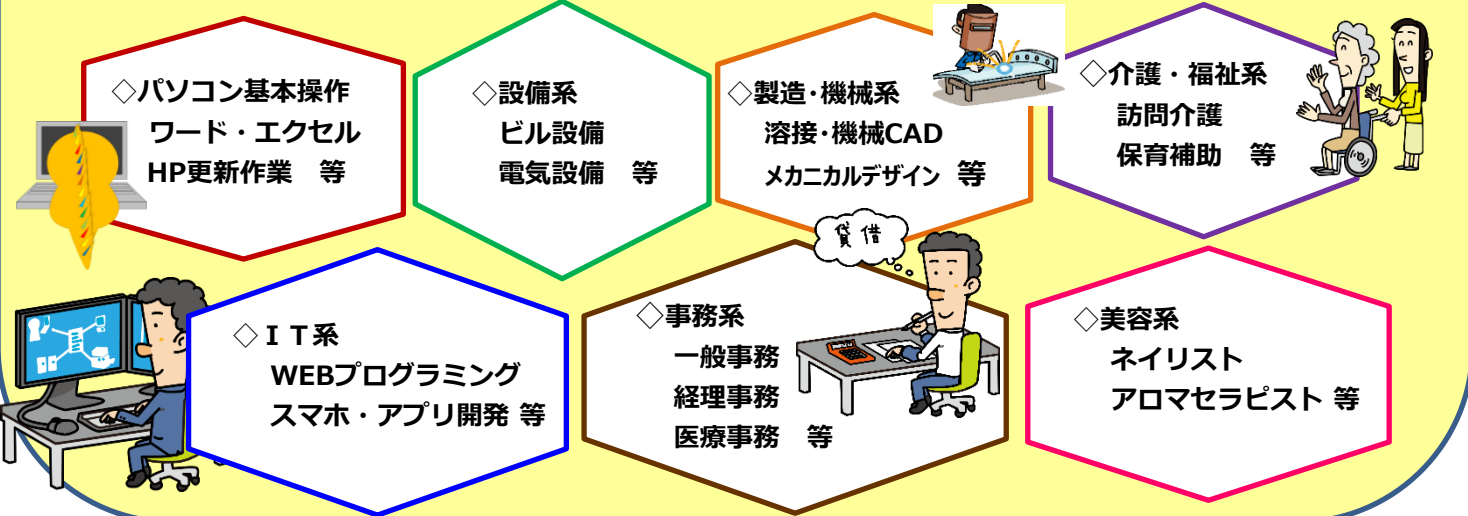 ◇パソコン基本操作
ワード・エクセル
HP更新作業　等
◇設備系
ビル設備
電気設備　等
◇製造・機械系
溶接・機械CAD
メカニカルデザイン 等
◇介護・福祉系
訪問介護
保育補助　等
◇ＩＴ系
WEBプログラミング
スマホ・アプリ開発 等
貸借
◇事務系
一般事務
経理事務
医療事務　等
◇美容系
ネイリスト
アロマセラピスト 等